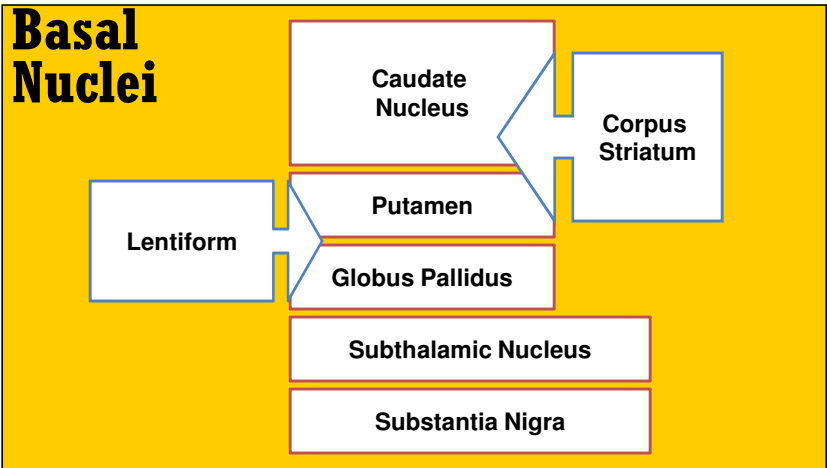 Basal
Nuclei
Caudate
Nucleus
Corpus
Striatum
Putamen
Lentiform
Globus Pallidus
Subthalamic Nucleus
Substantia Nigra